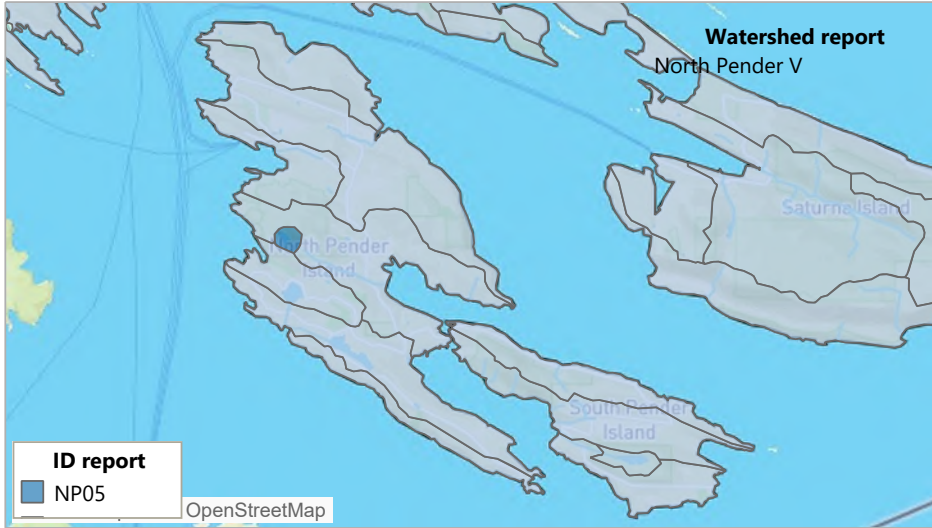 Watershed report
North Pender V
Saturna Island
North Pender
Island
South Pender
Island
ID report
NP05
OpenStreetMap